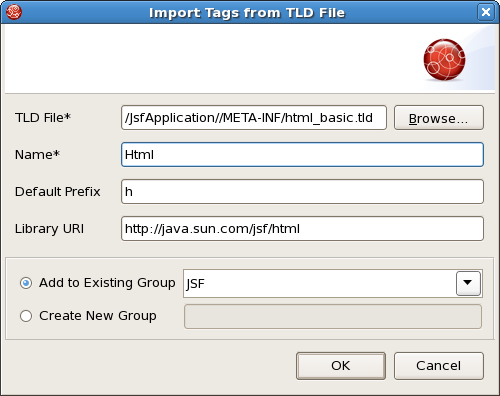 Import Tags from TLD File
TLD File* /JsfApplication//META-INF/html_basic.tld Browse...
Name* Html
Default Prefix h
Library URI http://java.sun.com/jsf/html
Add to Existing Group JSF
Create New Group
OK Cancel